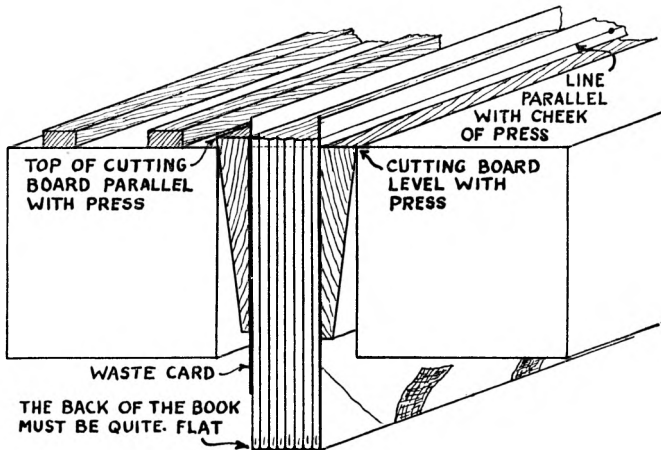 LINE
PARALLEL
WITH CHEEK
OF PRESS
TOP OF CUTTING
BOARD PARALLEL
WITH PRESS
CUTTING BOARD
LEVEL WITH
PRESS
WASTE CARD
THE BACK OF THE BOOK
MUST BE QUITE. FLAT